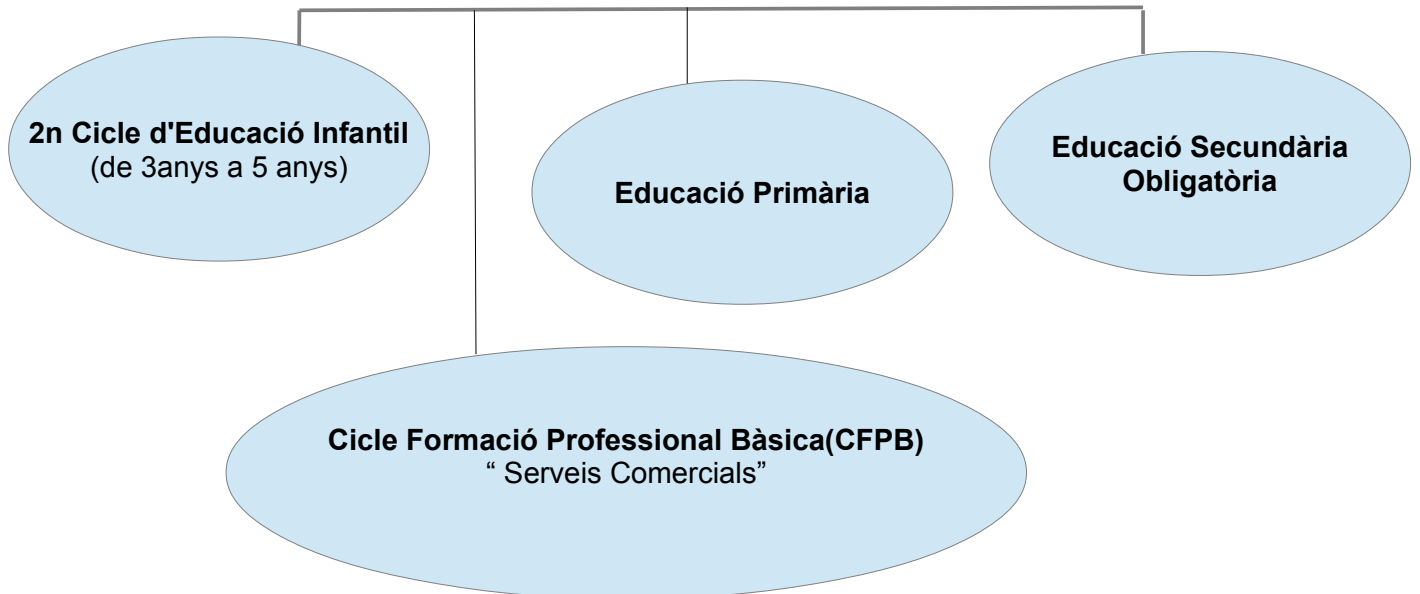 2n Cicle d'Educació Infantil
(de 3anys a 5 anys)
Educació Primària
Educació Secundària
Obligatòria
Cicle Formació Professional Bàsica(CFPB)
“ Serveis Comercials”